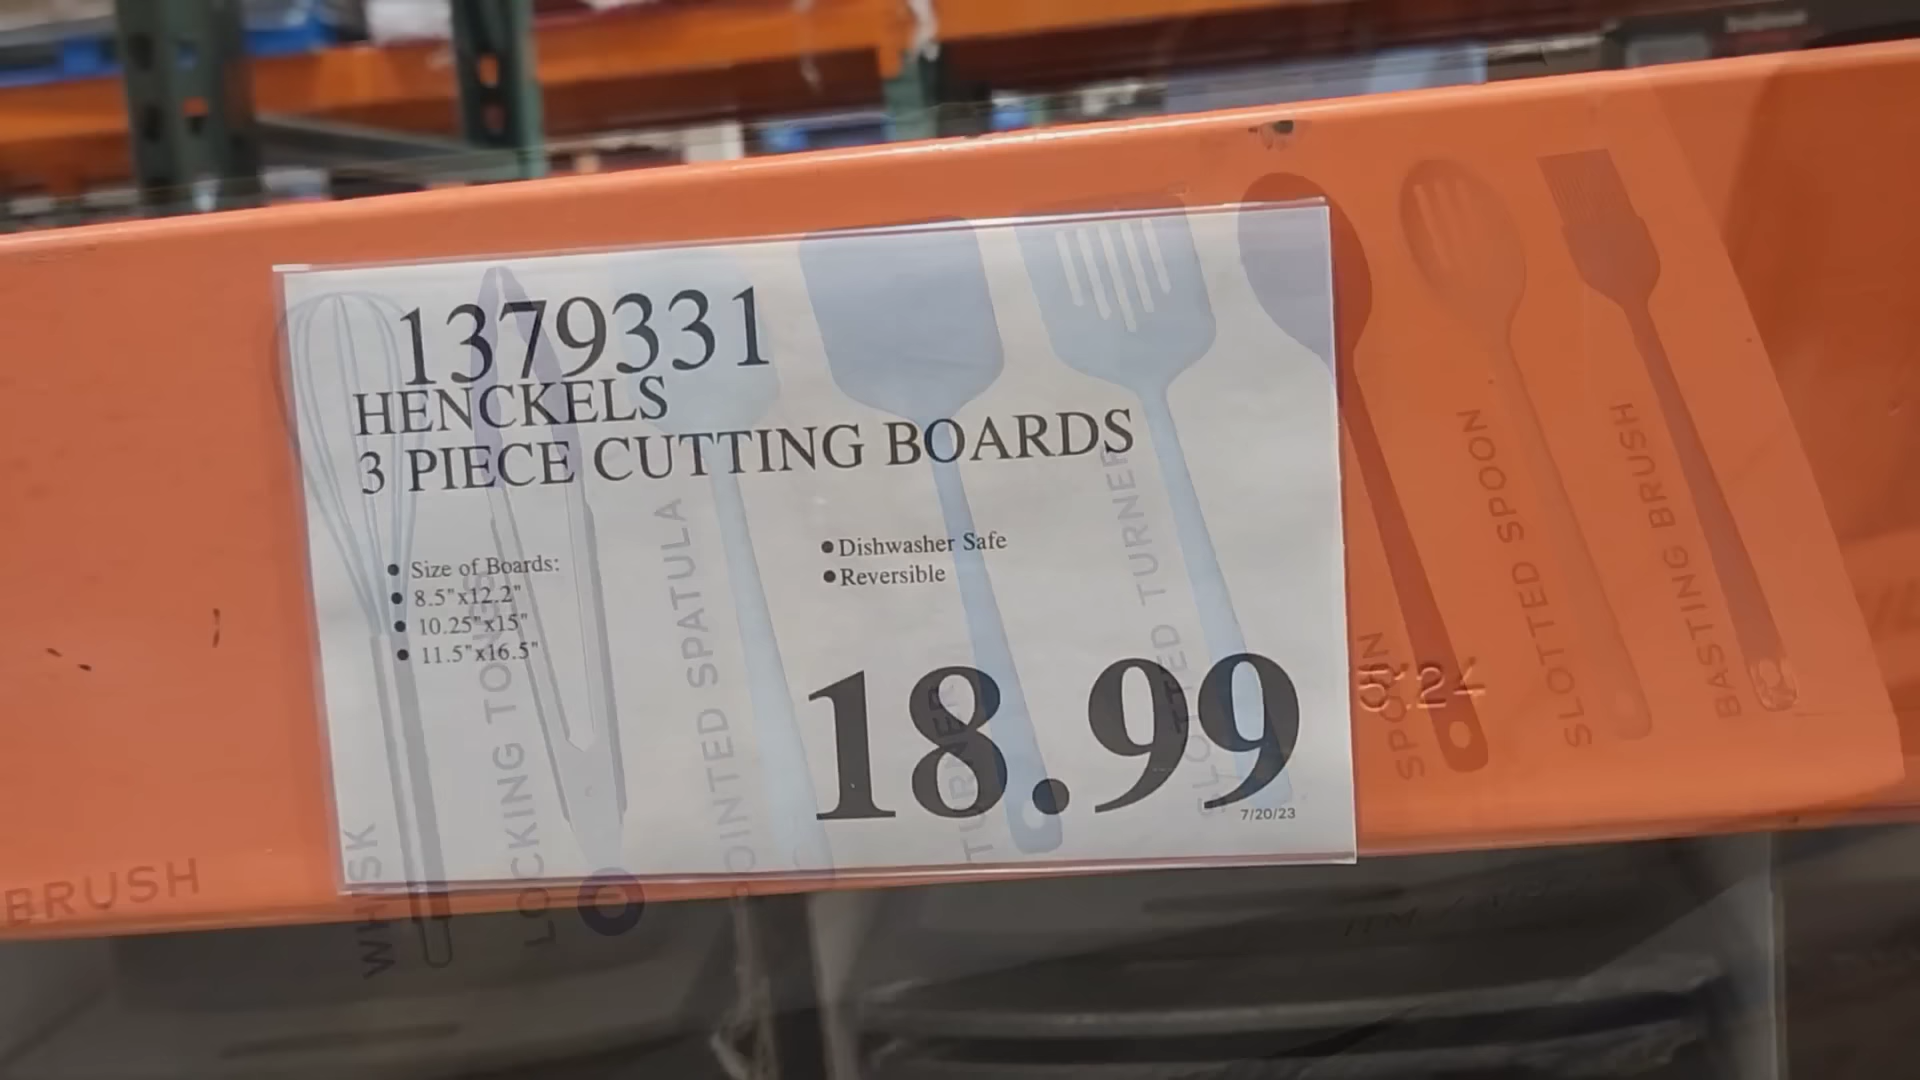 1379331
HENCKELS
3 PIECE CUTTING BOARDS
● Size of Boards:
● 8.5"x12.2"
● 10.25"x15"
● 11.5"x16.5"
● Dishwasher Safe
● Reversible
18.99
7/20/23
BRUSH
WHISK
LOCKING TONGS
POINTED SPATULA
TURNER
SLOTTED TURNER
SPOON
SLOTTED SPOON
BASTING BRUSH